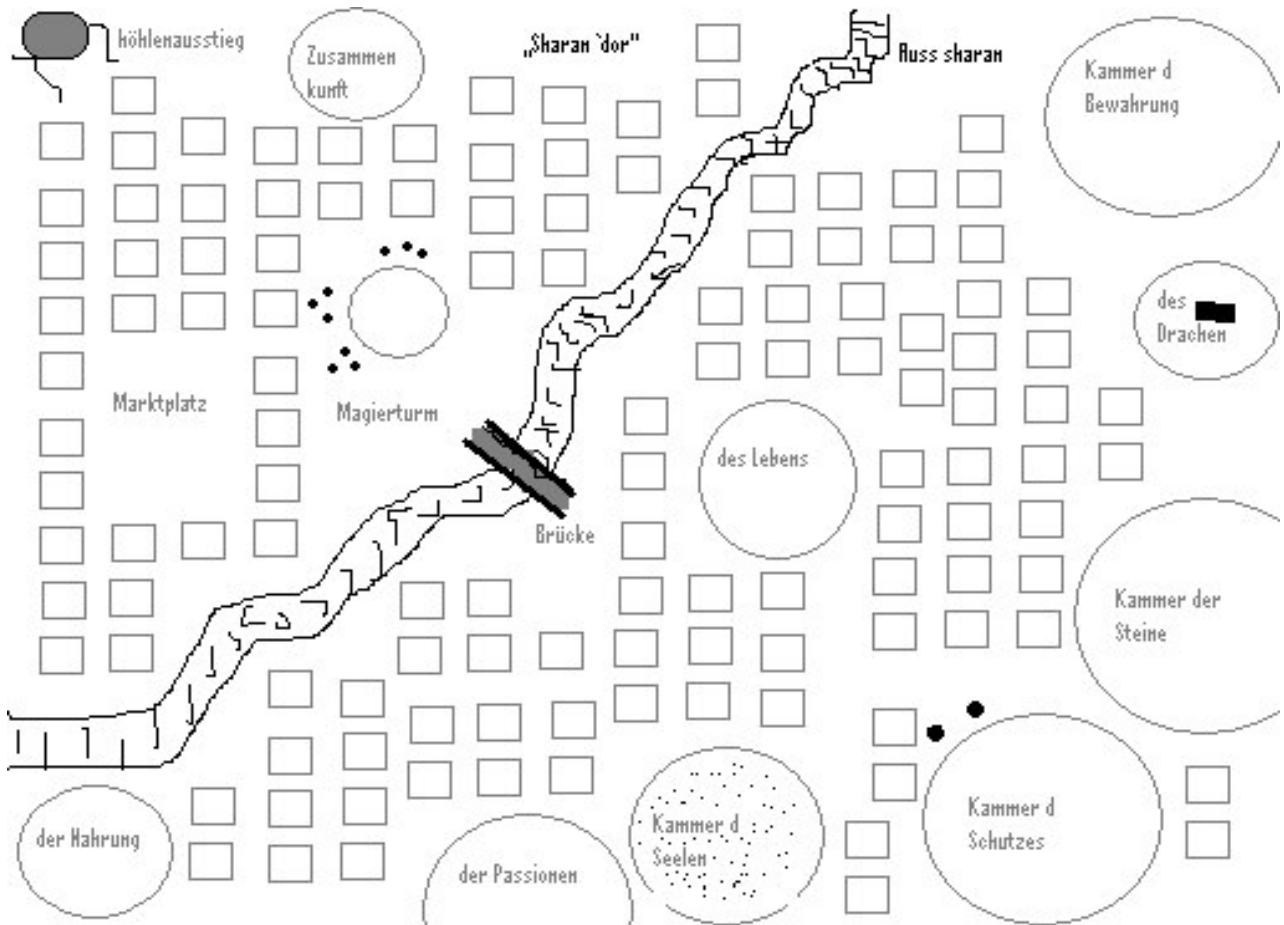 höhlenausstieg
Zusammen
kunft
„Sharan `dor"
Fluss sharan
Kammer d
Bewahrung
des
Drachen
Marktplatz
Magierturm
des Lebens
Brücke
Kammer der
Steine
der Nahrung
der Passionen
Kammer d
Seelen
Kammer d
Schutzes